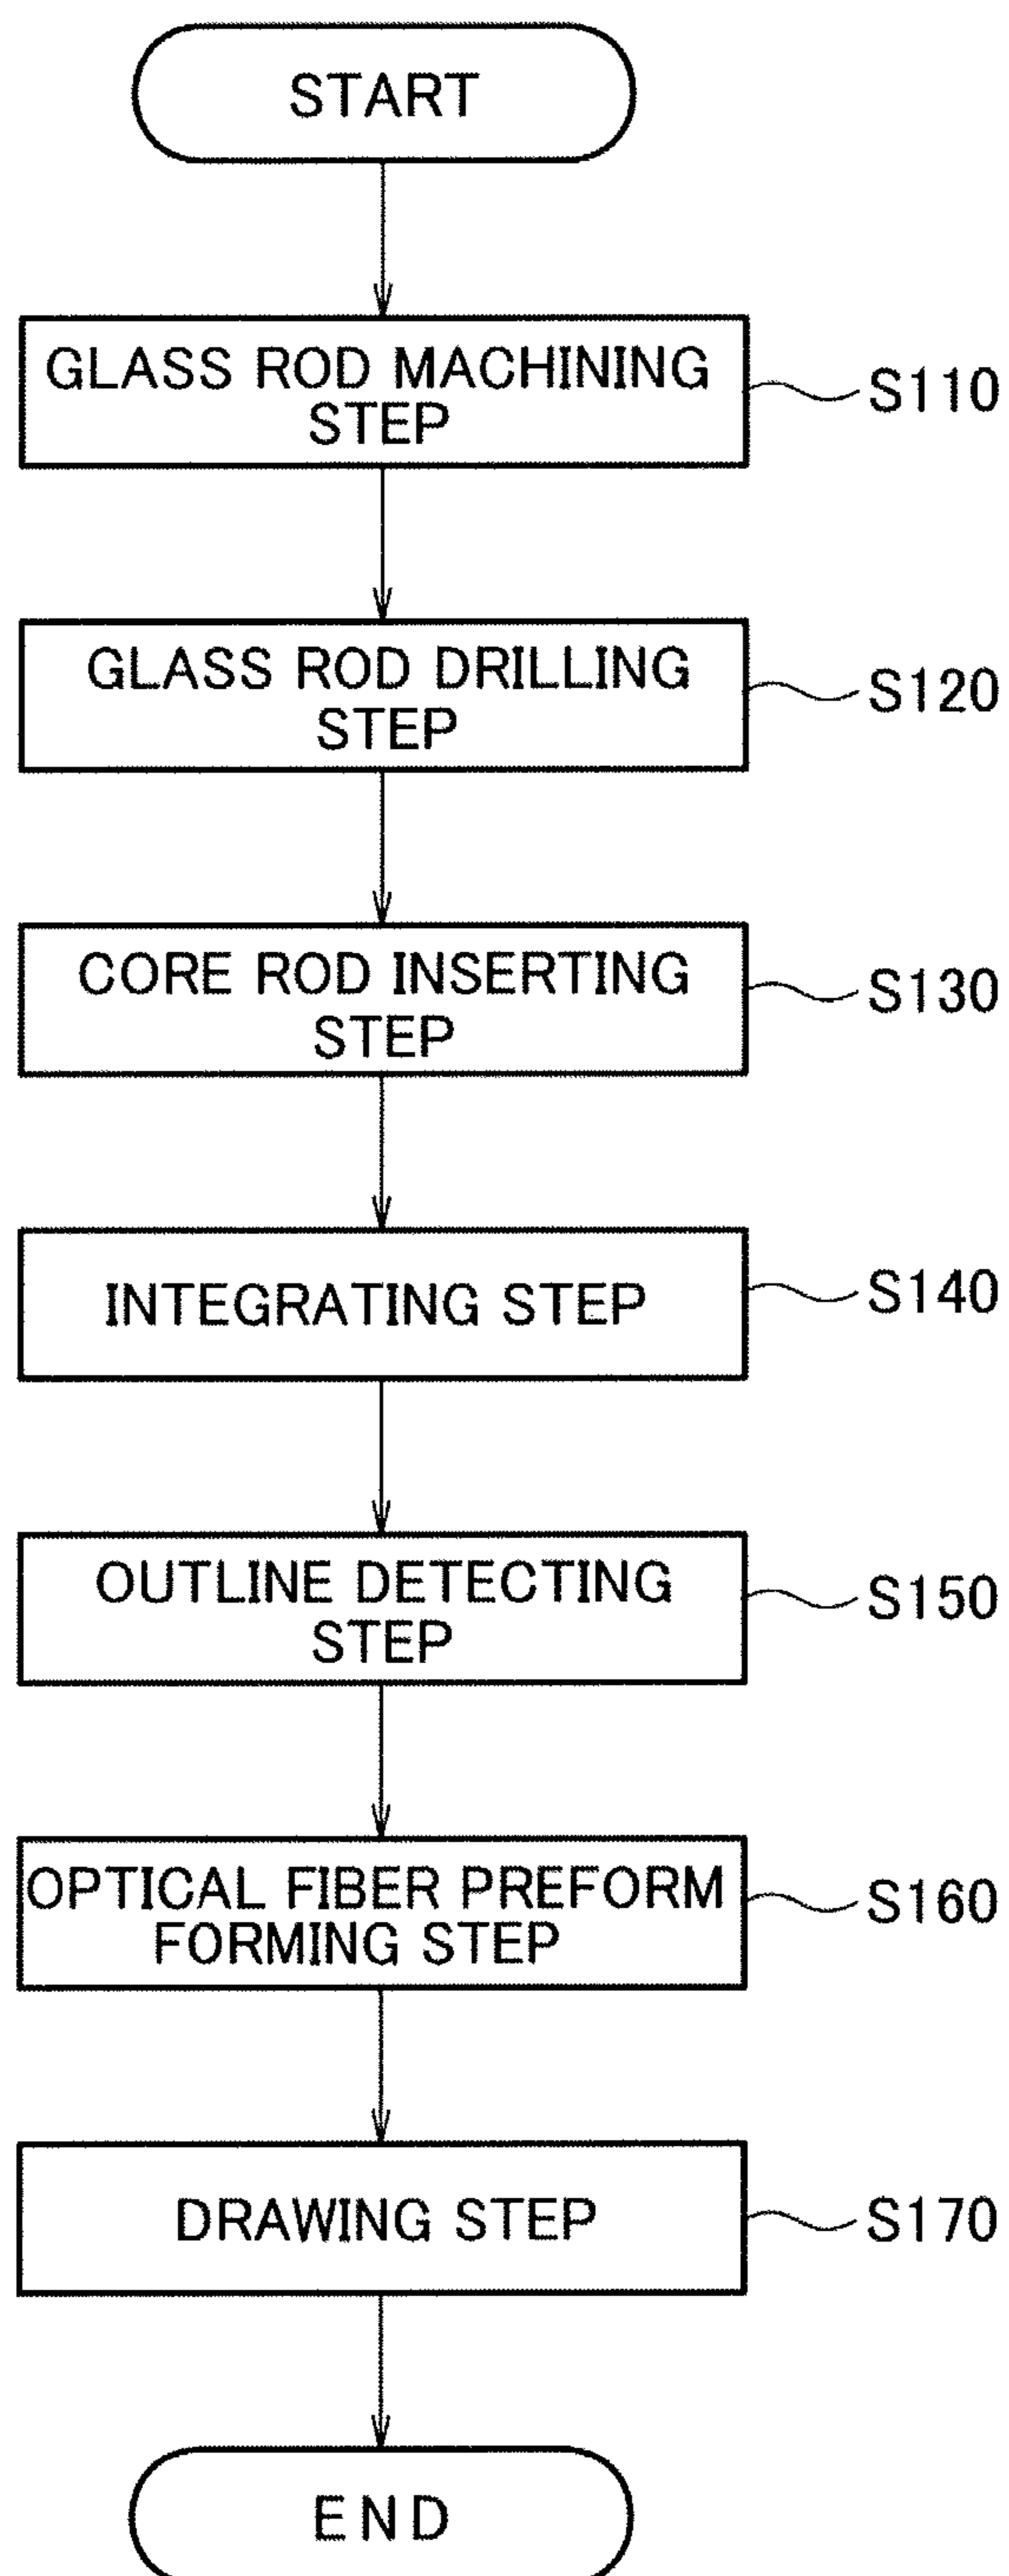 START
GLASS ROD MACHINING
STEP
S110
GLASS ROD DRILLING
STEP
S120
CORE ROD INSERTING
STEP
S130
INTEGRATING STEP
S140
OUTLINE DETECTING
STEP
S150
OPTICAL FIBER PREFORM
FORMING STEP
S160
DRAWING STEP
S170
END